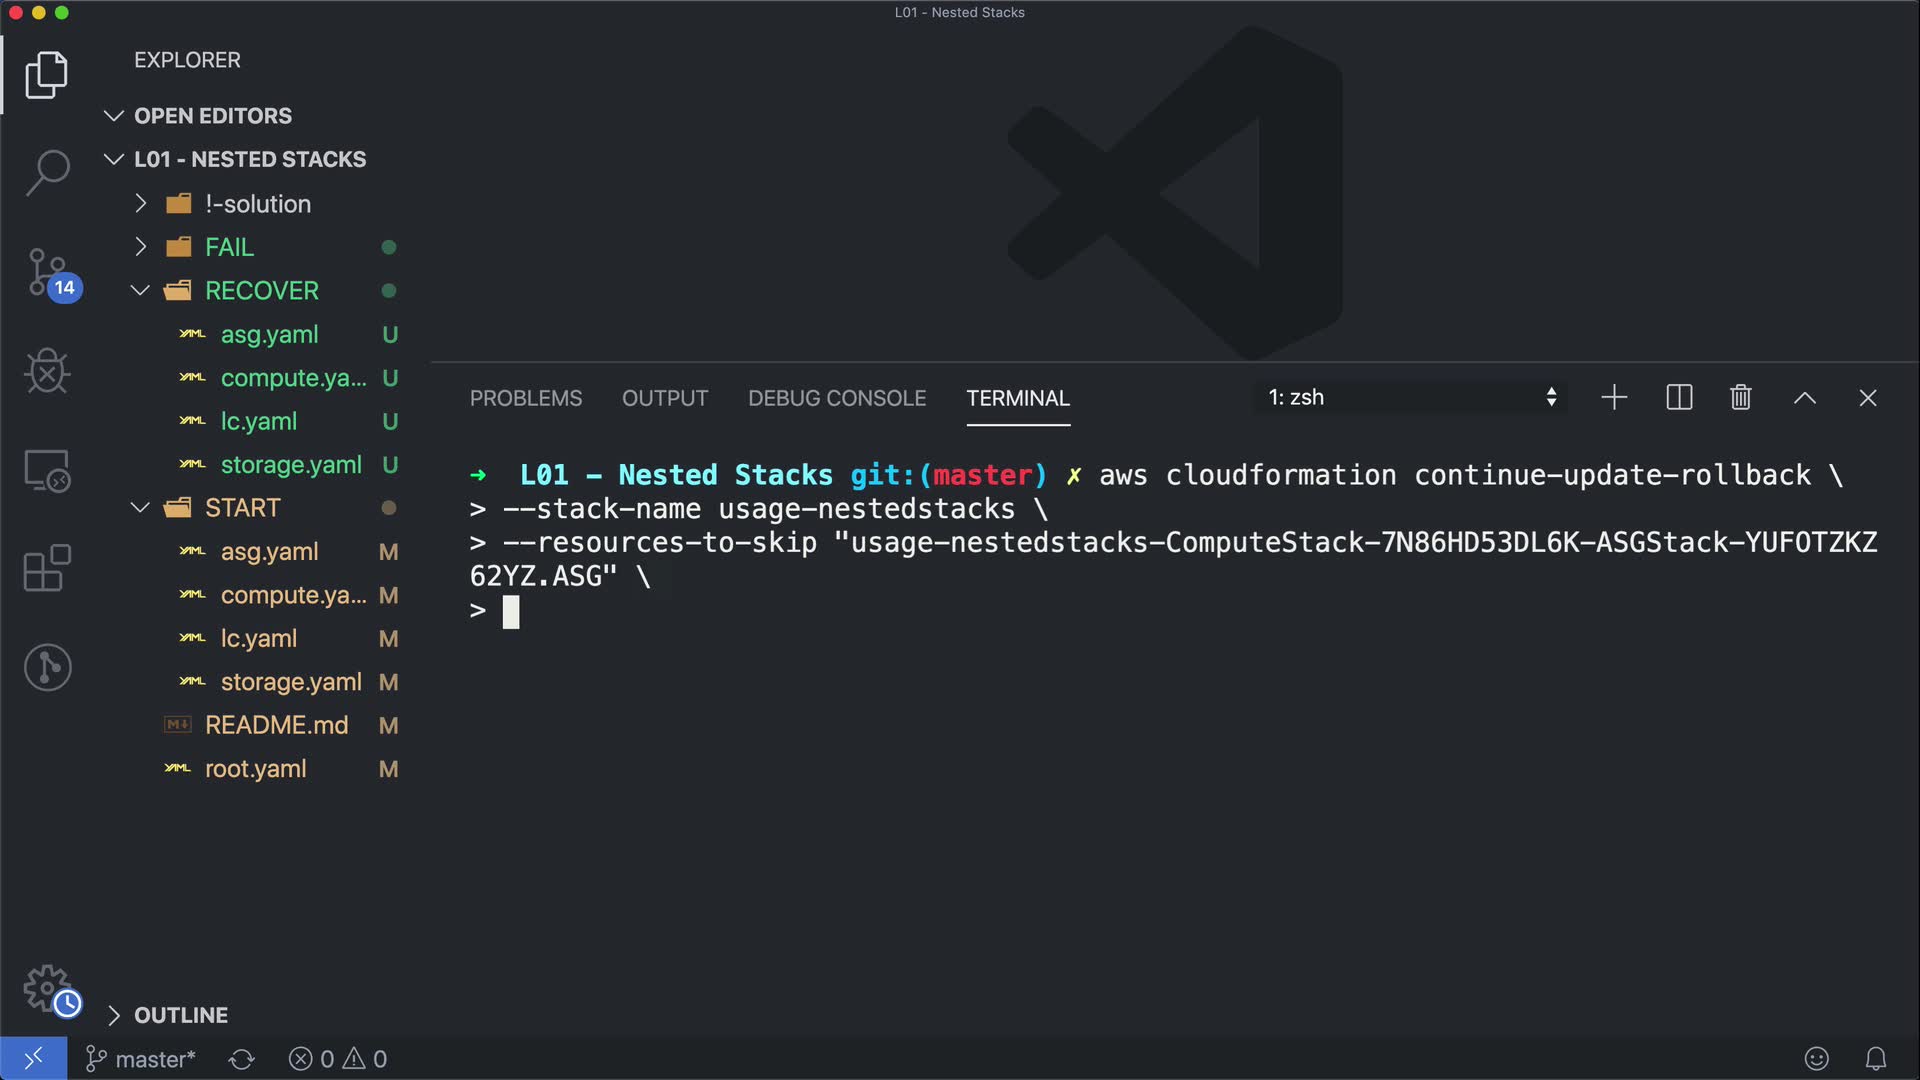 L01 - Nested Stacks
EXPLORER
OPEN EDITORS
L01 - NESTED STACKS
!-solution
FAIL
RECOVER
asg.yaml U
compute.ya... U
lc.yaml U
storage.yaml U
START
asg.yaml M
compute.ya... M
lc.yaml M
storage.yaml M
README.md M
root.yaml M
OUTLINE
14
PROBLEMS OUTPUT DEBUG CONSOLE TERMINAL 1: zsh
→ L01 - Nested Stacks git:(master) ✗ aws cloudformation continue-update-rollback \
> --stack-name usage-nestedstacks \
> --resources-to-skip "usage-nestedstacks-ComputeStack-7N86HD53DL6K-ASGStack-YUFOTZKZ
62YZ.ASG" \
>
master* 0 0